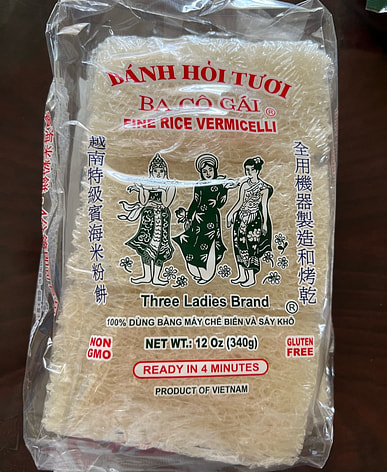 BÁNH HỎI TƯƠI
BA CÔ GÁI ®
FINE RICE VERMICELLI
越南特級賓海米粉餅
全用機器製造和烤乾
Three Ladies Brand ®
100% DÙNG BẰNG MÁY CHẾ BIẾN VÀ SẤY KHÔ
NON GMO
NET WT.: 12 Oz (340g)
GLUTEN FREE
READY IN 4 MINUTES
PRODUCT OF VIETNAM